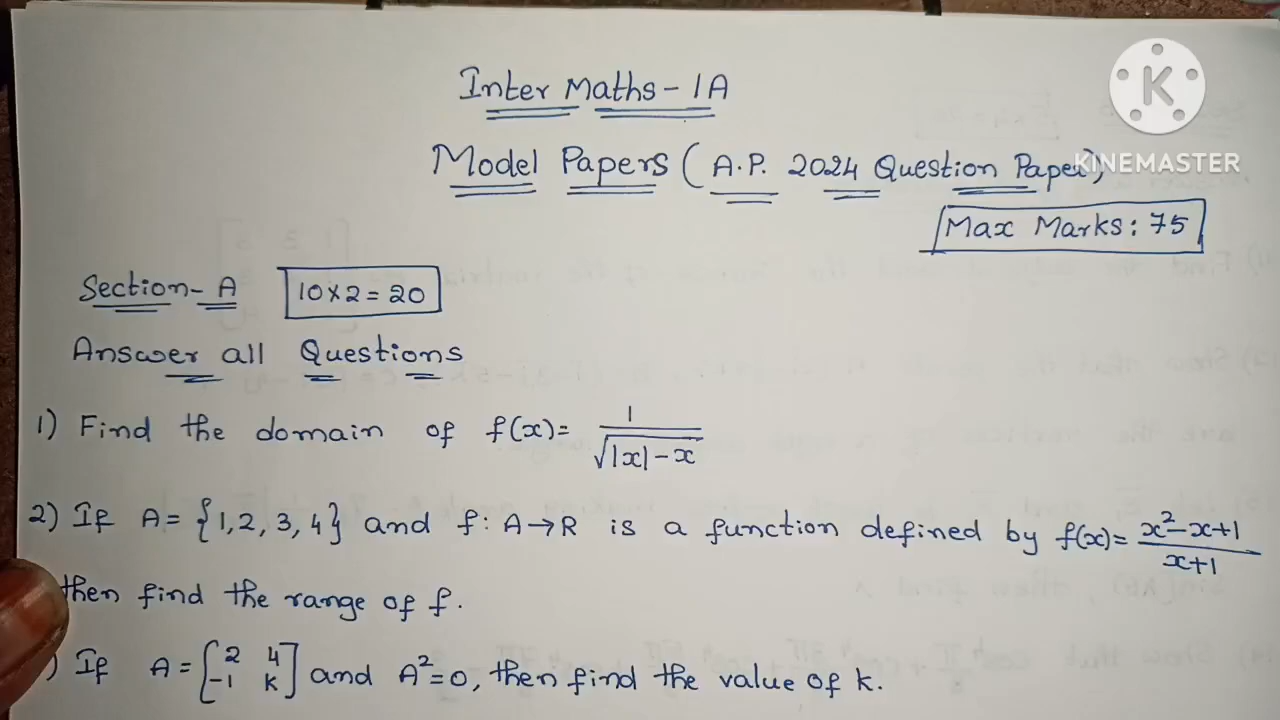 Inter Maths - 1A
K
KINEMASTER
Model Papers ( A.P. 2024 Question Paper)
Max Marks: 75
Section - A 10×2 = 20
Answer all Questions
1) Find the domain of f(x)= 1/√(|x|-x)
2) If A = {1,2,3,4} and f: A→R is a function defined by f(x)= (x²-x+1)/(x+1)
then find the range of f.
) If A = [2 4; -1 k] and A²=0, then find the value of k.